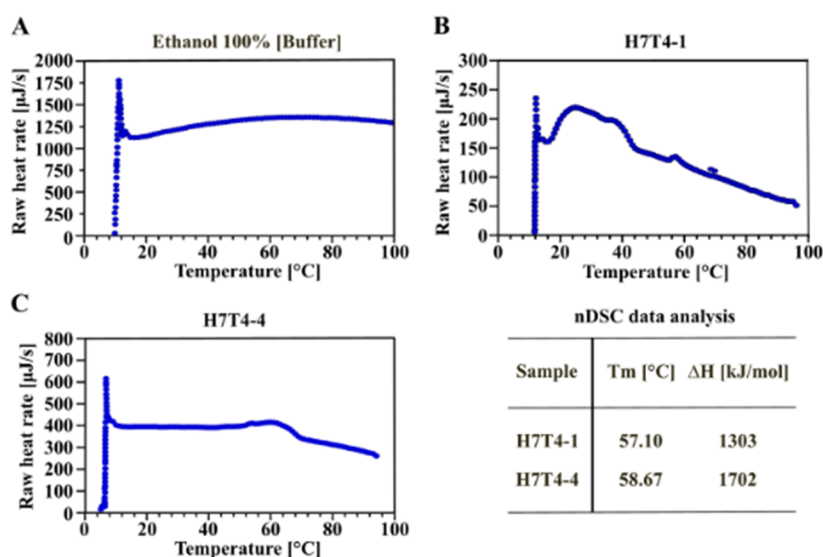 A
Ethanol 100% [Buffer]
Raw heat rate [µJ/s]
2000
1750
1500
1250
1000
750
500
250
0
0 20 40 60 80 100
Temperature [°C]
B
H7T4-1
Raw heat rate [µJ/s]
300
250
200
150
100
50
0
0 20 40 60 80 100
Temperature [°C]
C
H7T4-4
Raw heat rate [µJ/s]
800
700
600
500
400
300
200
100
0
0 20 40 60 80 100
Temperature [°C]
nDSC data analysis
Sample Tm [°C] ΔH [kJ/mol]
H7T4-1 57.10 1303
H7T4-4 58.67 1702